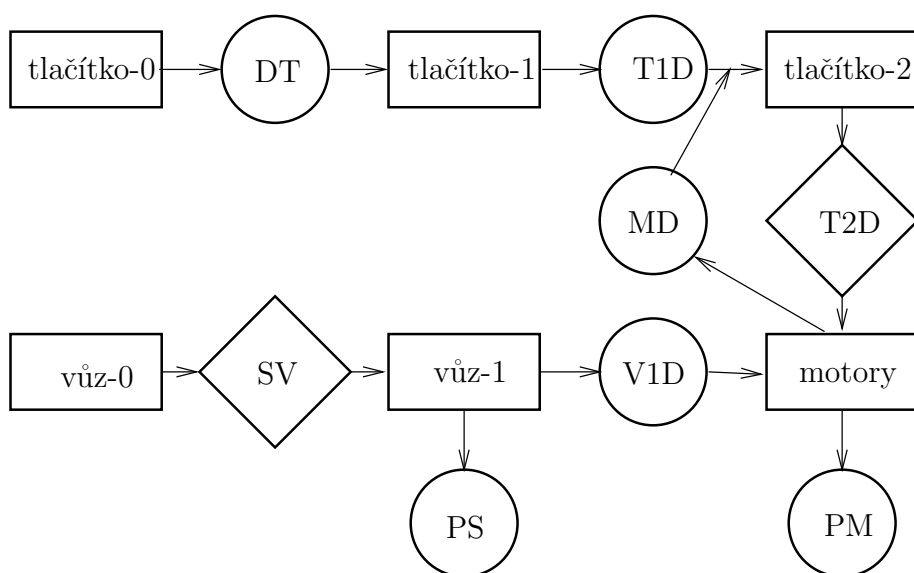 tlačítko-0
DT
tlačítko-1
T1D
tlačítko-2
MD
T2D
vůz-0
SV
vůz-1
V1D
motory
PS
PM